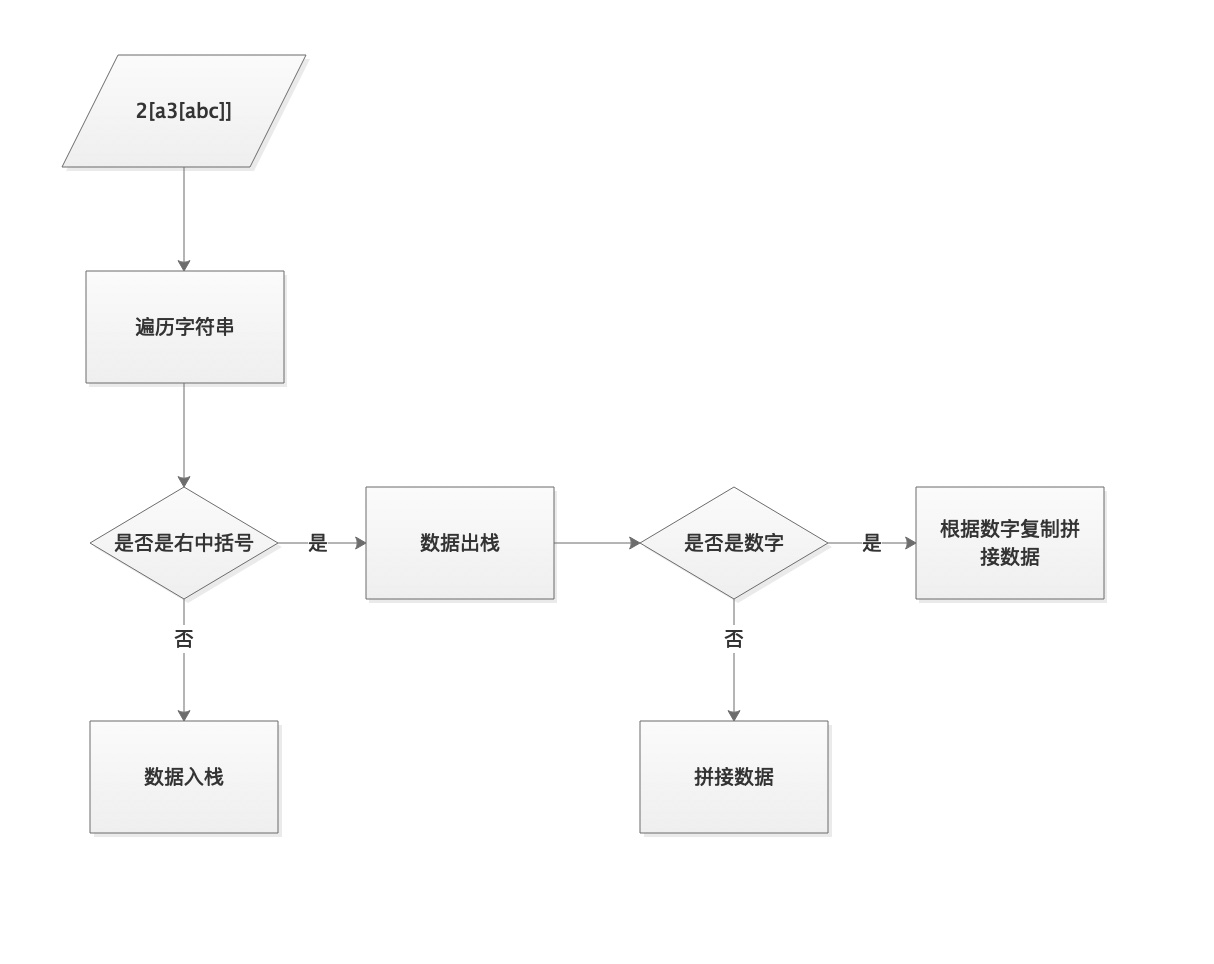 2[a3[abc]]
遍历字符串
是否是右中括号
是
数据出栈
是否是数字
是
根据数字复制拼
接数据
否
否
数据入栈
拼接数据